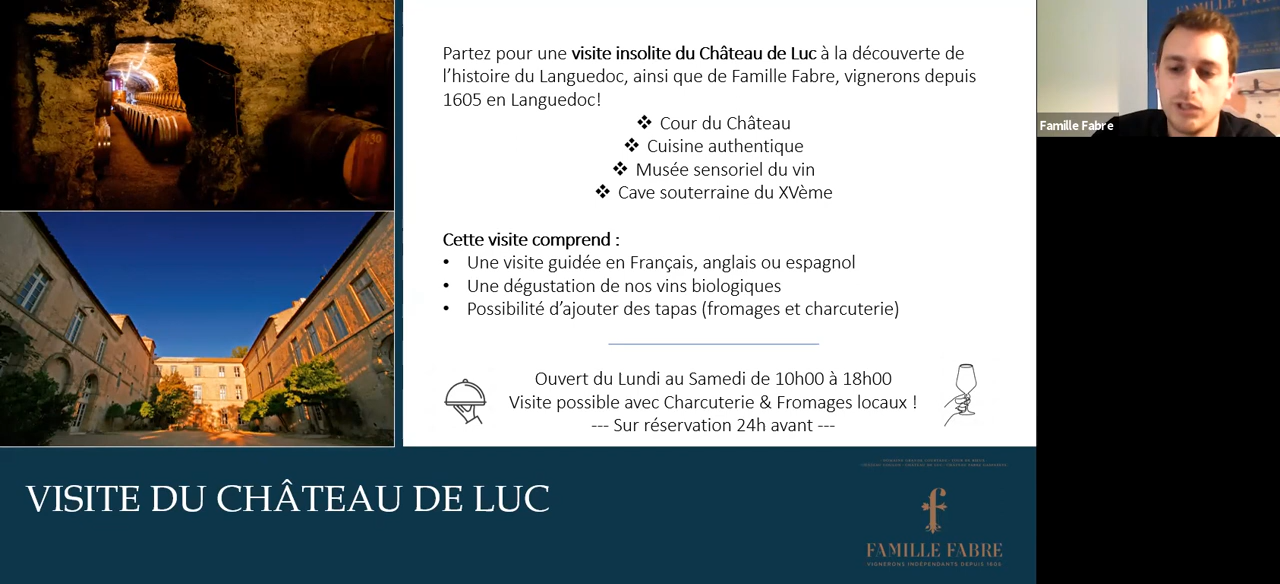 Partez pour une visite insolite du Château de Luc à la découverte de
l’histoire du Languedoc, ainsi que de Famille Fabre, vignerons depuis
1605 en Languedoc!
❖ Cour du Château
❖ Cuisine authentique
❖ Musée sensoriel du vin
❖ Cave souterraine du XVème
Cette visite comprend :
• Une visite guidée en Français, anglais ou espagnol
• Une dégustation de nos vins biologiques
• Possibilité d’ajouter des tapas (fromages et charcuterie)
Ouvert du Lundi au Samedi de 10h00 à 18h00
Visite possible avec Charcuterie & Fromages locaux !
--- Sur réservation 24h avant ---
VISITE DU CHÂTEAU DE LUC
f
FAMILLE FABRE
VIGNERONS INDÉPENDANTS DEPUIS 1605
FAMILLE FABRE
Famille Fabre